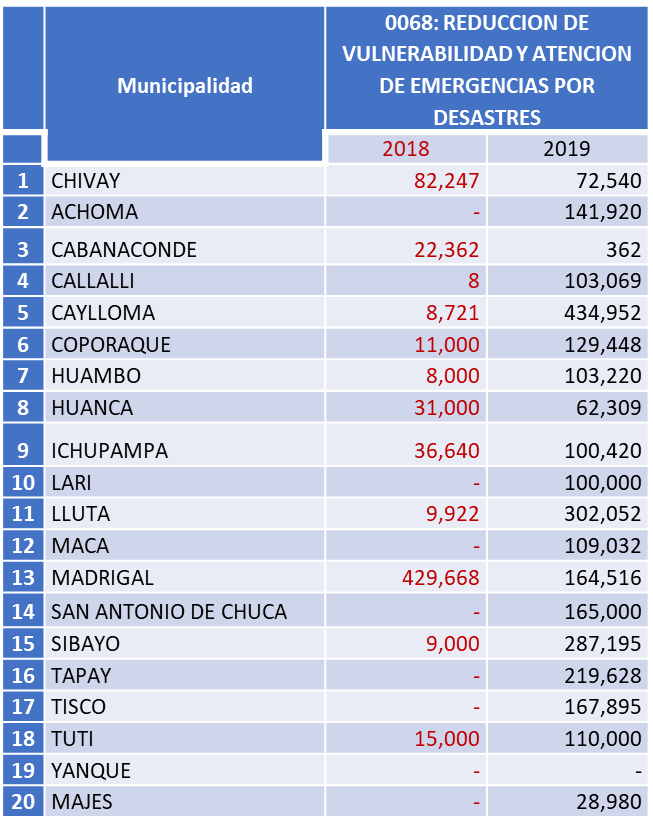 Municipalidad
0068: REDUCCION DE
VULNERABILIDAD Y ATENCION
DE EMERGENCIAS POR
DESASTRES
2018 2019
1 CHIVAY 82,247 72,540
2 ACHOMA - 141,920
3 CABANACONDE 22,362 362
4 CALLALLI 8 103,069
5 CAYLLOMA 8,721 434,952
6 COPORAQUE 11,000 129,448
7 HUAMBO 8,000 103,220
8 HUANCA 31,000 62,309
9 ICHUPAMPA 36,640 100,420
10 LARI - 100,000
11 LLUTA 9,922 302,052
12 MACA - 109,032
13 MADRIGAL 429,668 164,516
14 SAN ANTONIO DE CHUCA - 165,000
15 SIBAYO 9,000 287,195
16 TAPAY - 219,628
17 TISCO - 167,895
18 TUTI 15,000 110,000
19 YANQUE - -
20 MAJES - 28,980